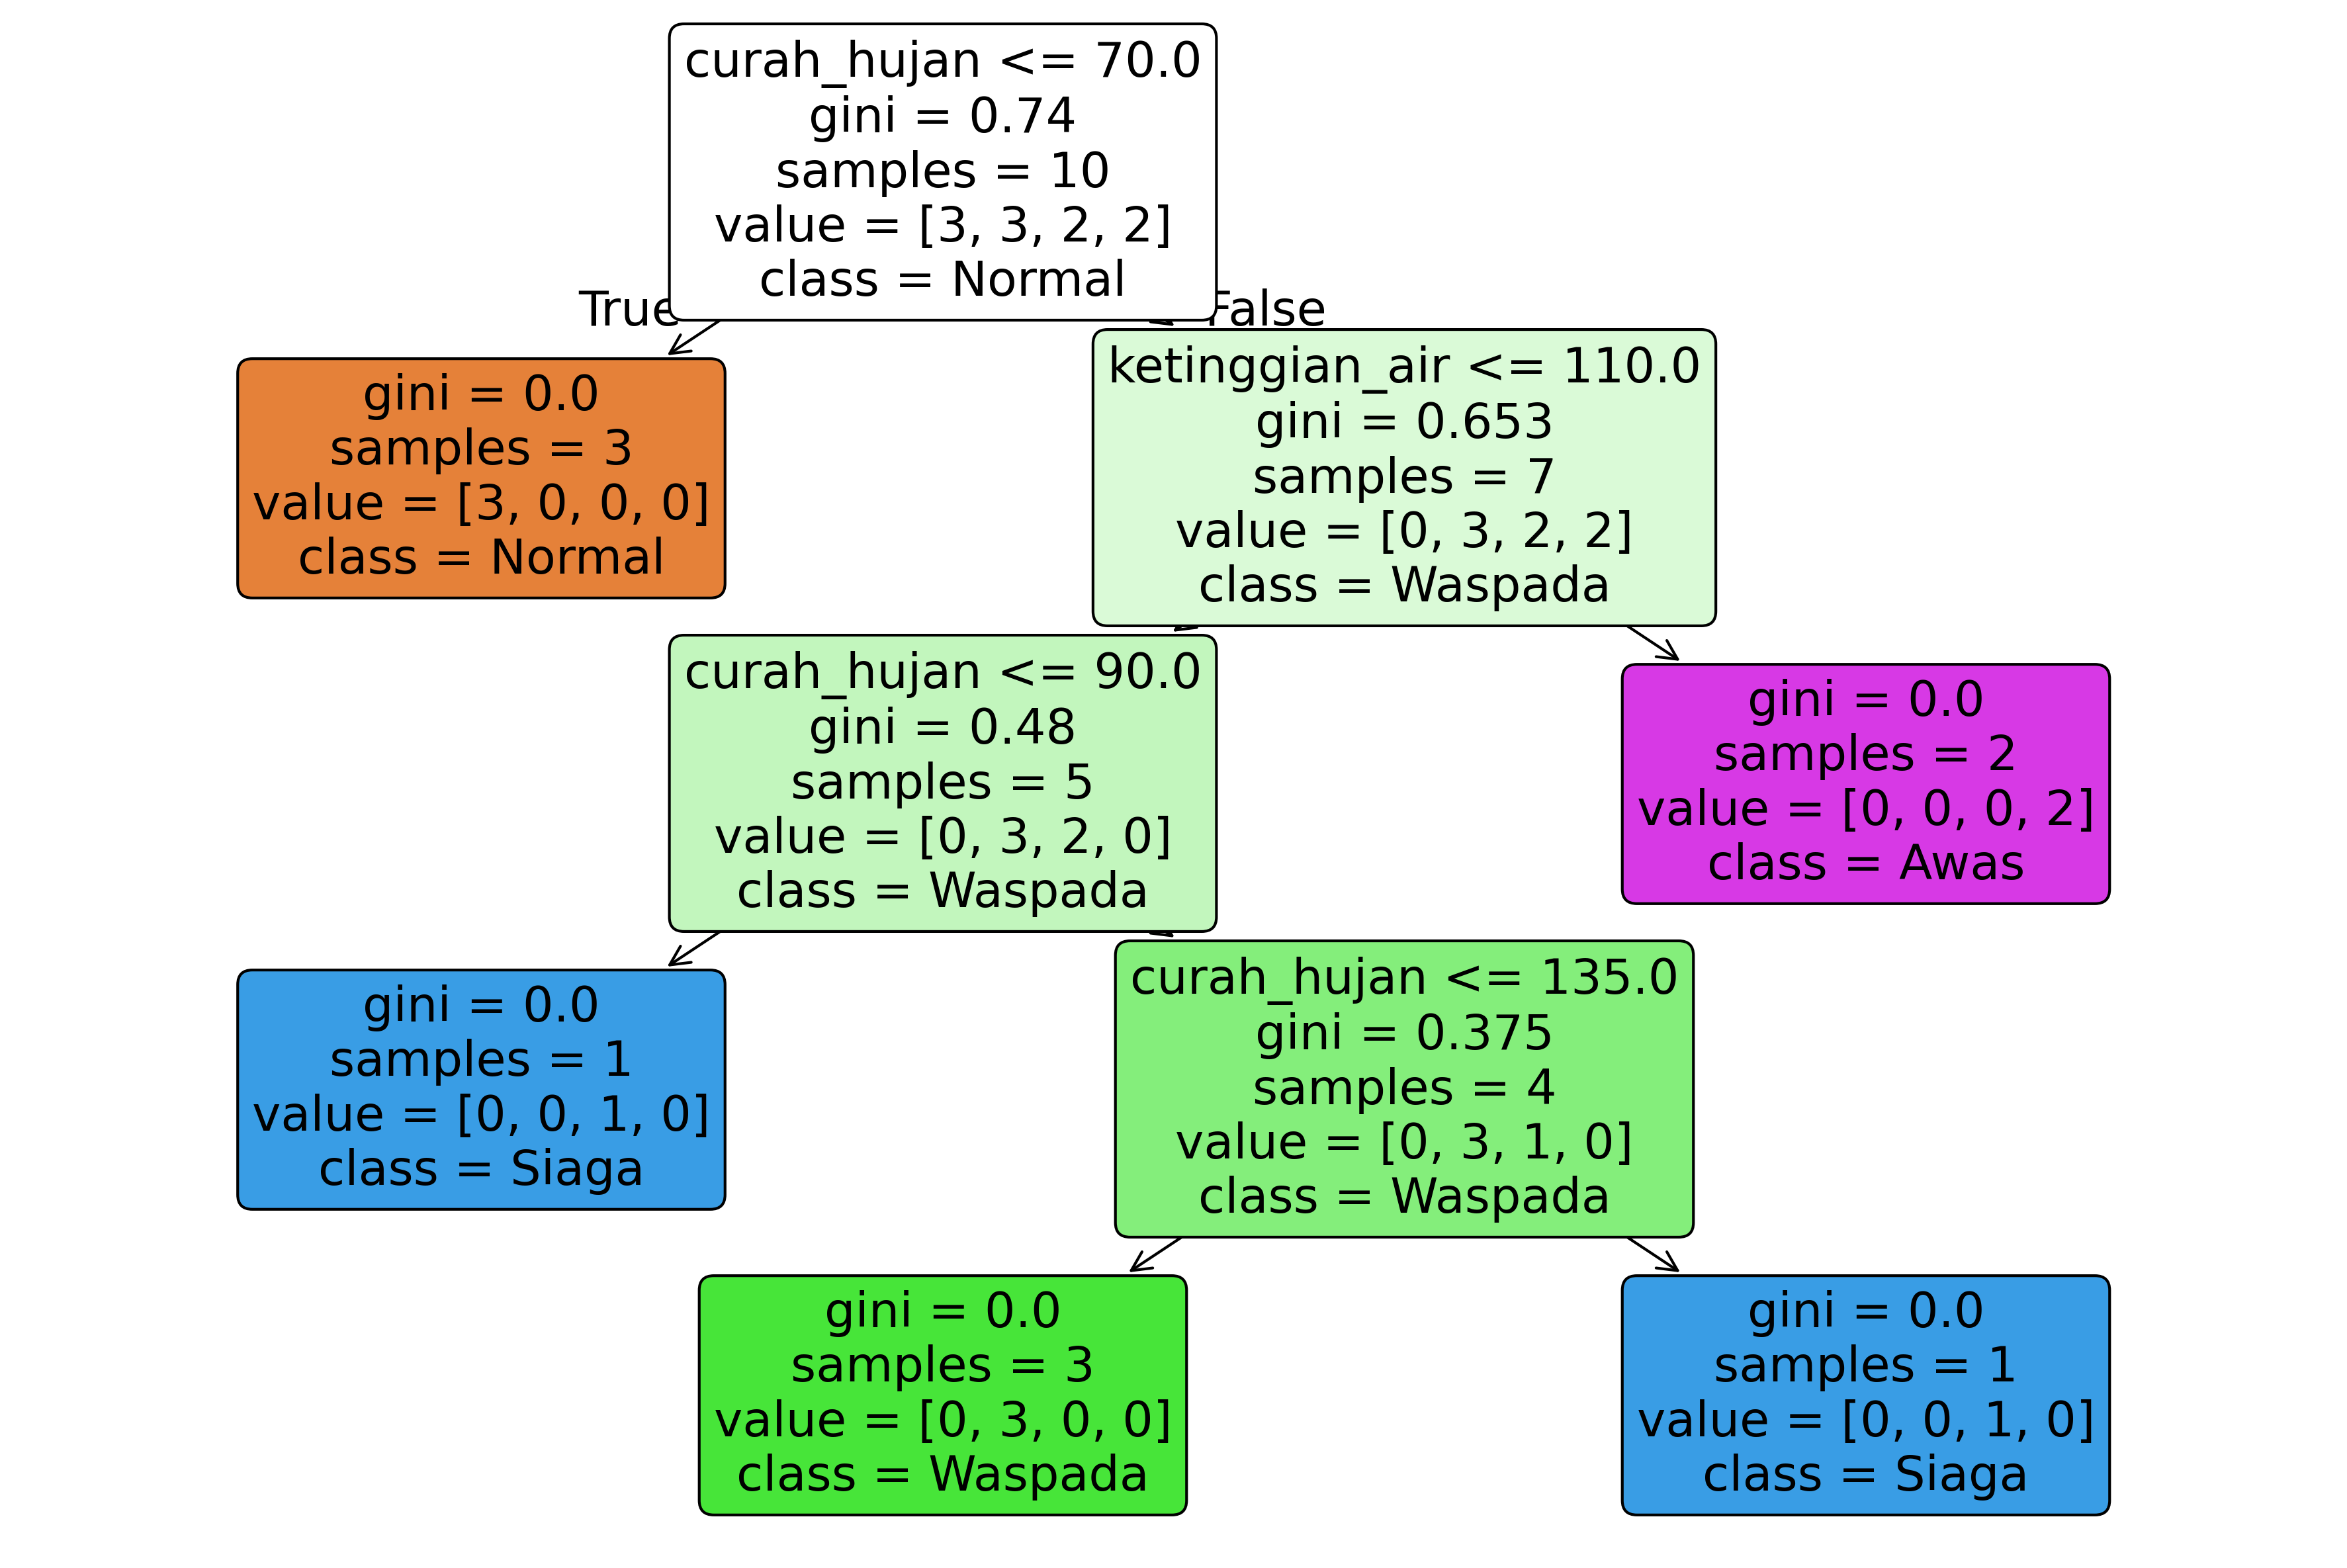 curah_hujan <= 70.0
gini = 0.74
samples = 10
value = [3, 3, 2, 2]
class = Normal
True
False
gini = 0.0
samples = 3
value = [3, 0, 0, 0]
class = Normal
ketinggian_air <= 110.0
gini = 0.653
samples = 7
value = [0, 3, 2, 2]
class = Waspada
curah_hujan <= 90.0
gini = 0.48
samples = 5
value = [0, 3, 2, 0]
class = Waspada
gini = 0.0
samples = 2
value = [0, 0, 0, 2]
class = Awas
gini = 0.0
samples = 1
value = [0, 0, 1, 0]
class = Siaga
curah_hujan <= 135.0
gini = 0.375
samples = 4
value = [0, 3, 1, 0]
class = Waspada
gini = 0.0
samples = 3
value = [0, 3, 0, 0]
class = Waspada
gini = 0.0
samples = 1
value = [0, 0, 1, 0]
class = Siaga